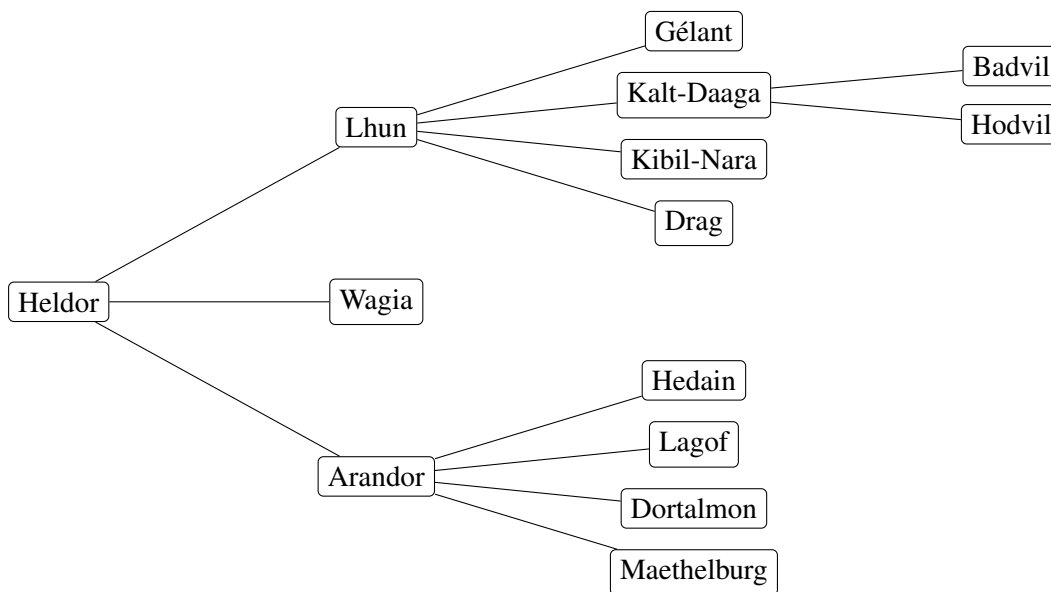 Gélant
Badvil
Kalt-Daaga
Lhun
Hodvil
Kibil-Nara
Drag
Heldor
Wagia
Hedain
Lagof
Arandor
Dortalmon
Maethelburg